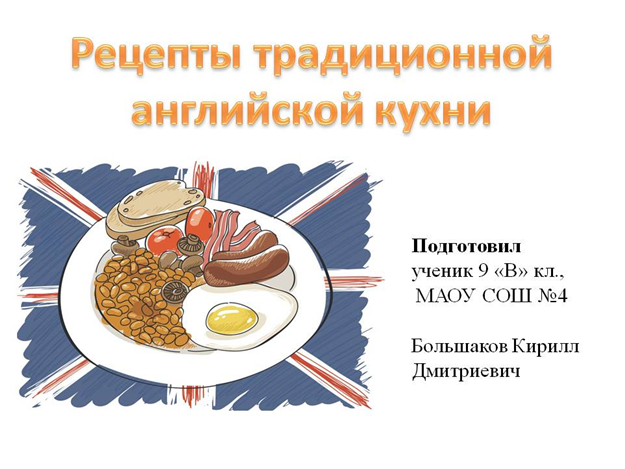 Рецепты традиционной
английской кухни
Подготовил
ученик 9 «В» кл.,
МАОУ СОШ №4
Большаков Кирилл
Дмитриевич